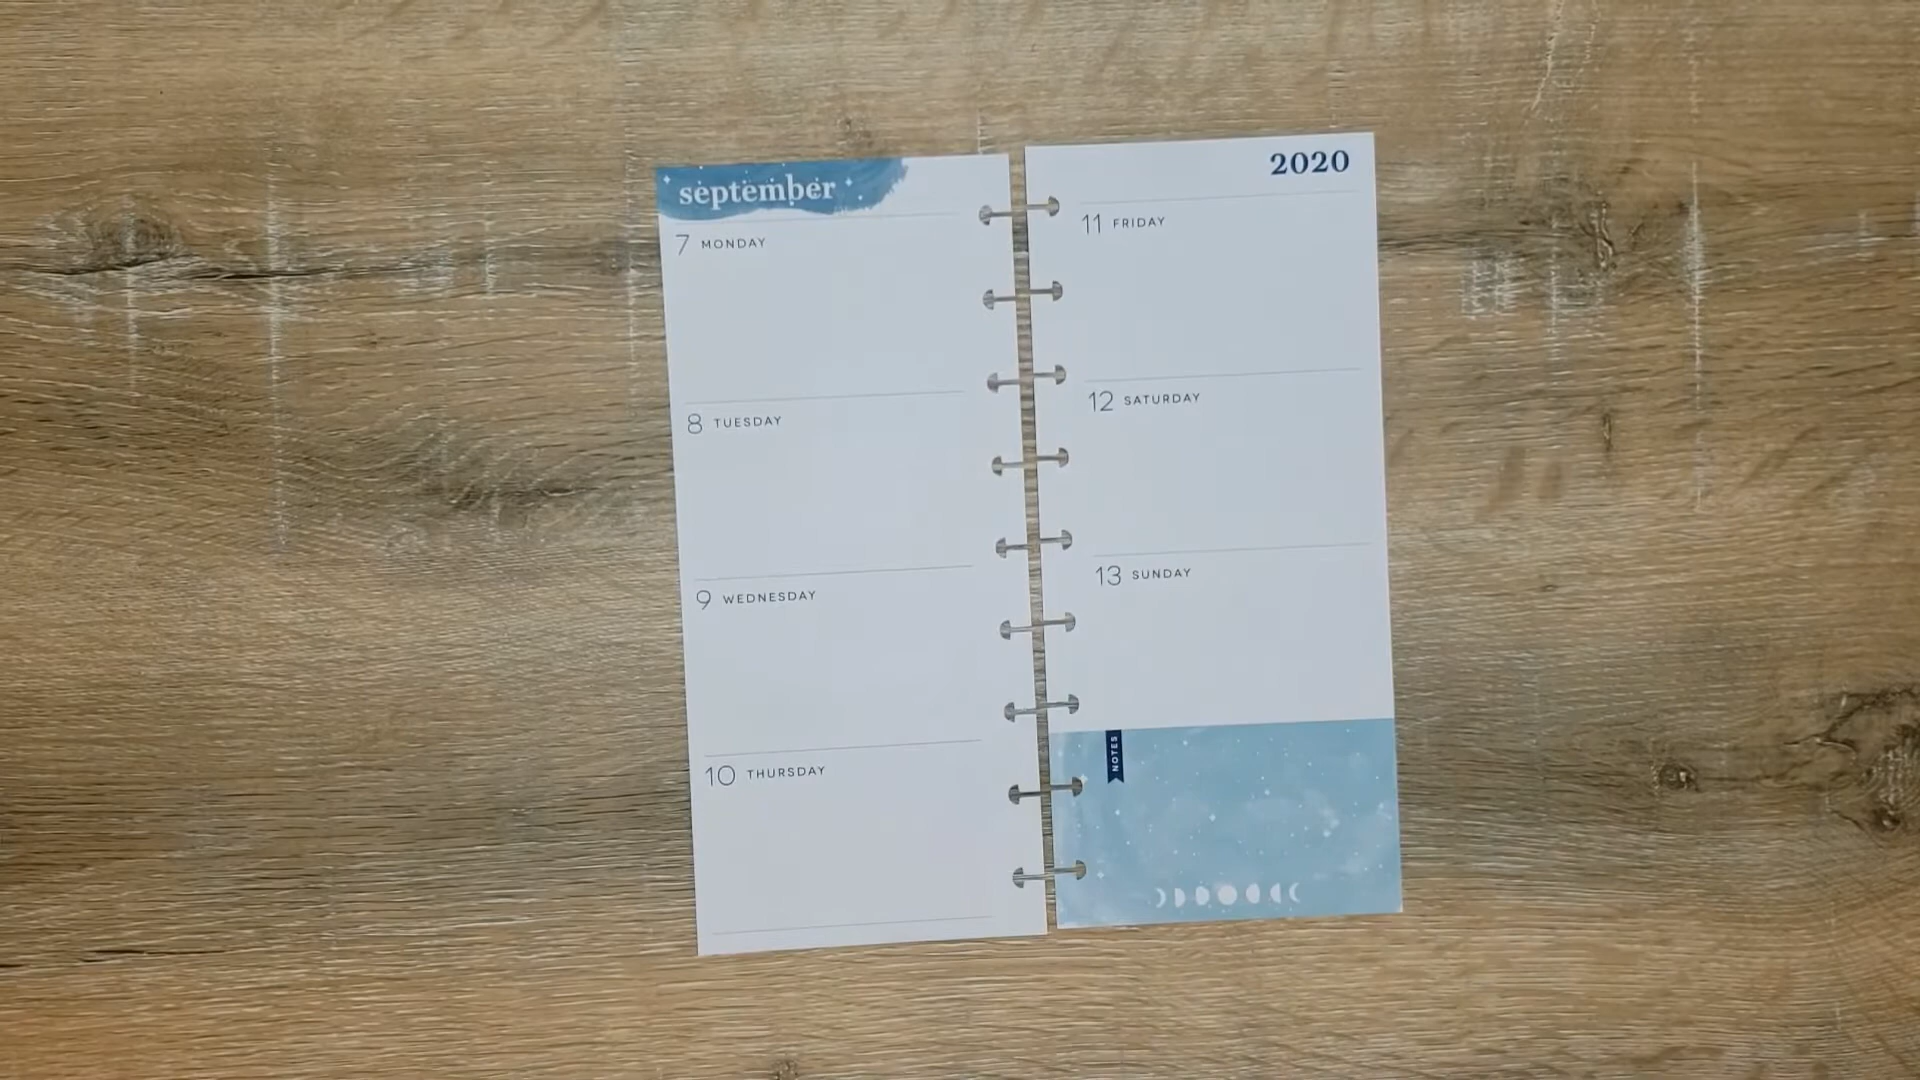 september
7 MONDAY
8 TUESDAY
9 WEDNESDAY
10 THURSDAY
2020
11 FRIDAY
12 SATURDAY
13 SUNDAY
NOTES